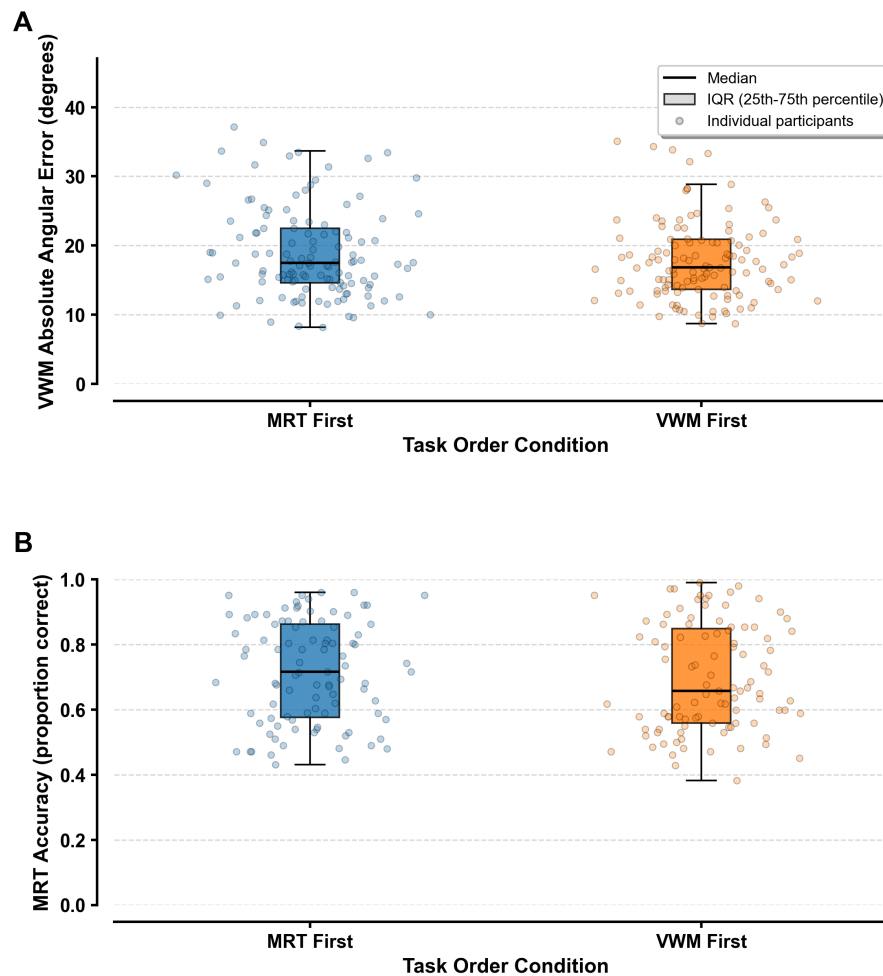 A
VWM Absolute Angular Error (degrees)
40
30
20
10
0
Median
IQR (25th-75th percentile)
Individual participants
MRT First
VWM First
Task Order Condition
B
MRT Accuracy (proportion correct)
1.0
0.8
0.6
0.4
0.2
0.0
MRT First
VWM First
Task Order Condition